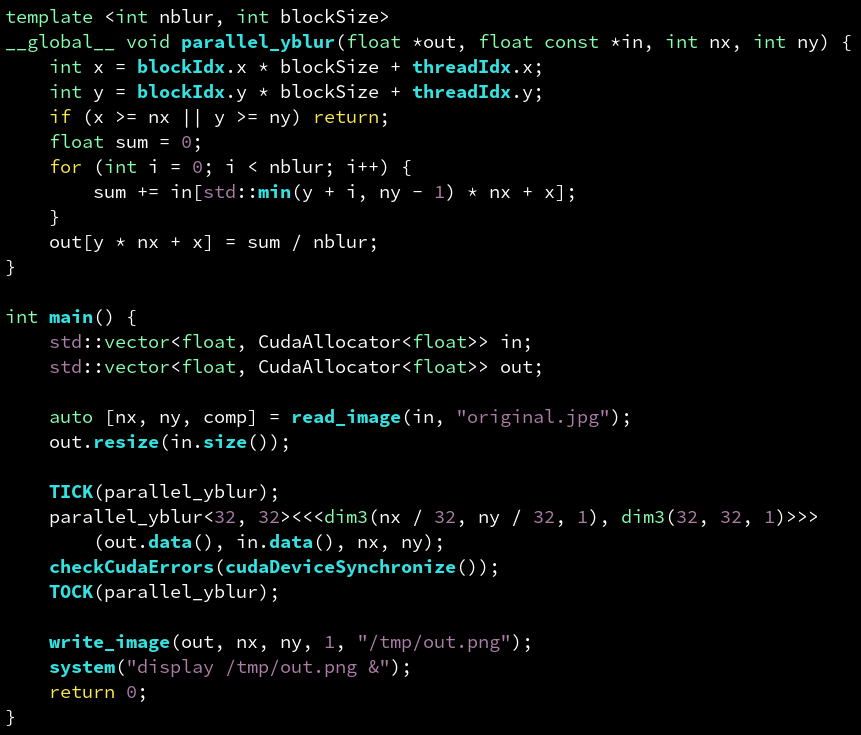 template <int nblur, int blockSize>
__global__ void parallel_yblur(float *out, float const *in, int nx, int ny) {
    int x = blockIdx.x * blockSize + threadIdx.x;
    int y = blockIdx.y * blockSize + threadIdx.y;
    if (x >= nx || y >= ny) return;
    float sum = 0;
    for (int i = 0; i < nblur; i++) {
        sum += in[std::min(y + i, ny - 1) * nx + x];
    }
    out[y * nx + x] = sum / nblur;
}

int main() {
    std::vector<float, CudaAllocator<float>> in;
    std::vector<float, CudaAllocator<float>> out;

    auto [nx, ny, comp] = read_image(in, "original.jpg");
    out.resize(in.size());

    TICK(parallel_yblur);
    parallel_yblur<32, 32><<<dim3(nx / 32, ny / 32, 1), dim3(32, 32, 1)>>>
        (out.data(), in.data(), nx, ny);
    checkCudaErrors(cudaDeviceSynchronize());
    TOCK(parallel_yblur);

    write_image(out, nx, ny, 1, "/tmp/out.png");
    system("display /tmp/out.png &");
    return 0;
}